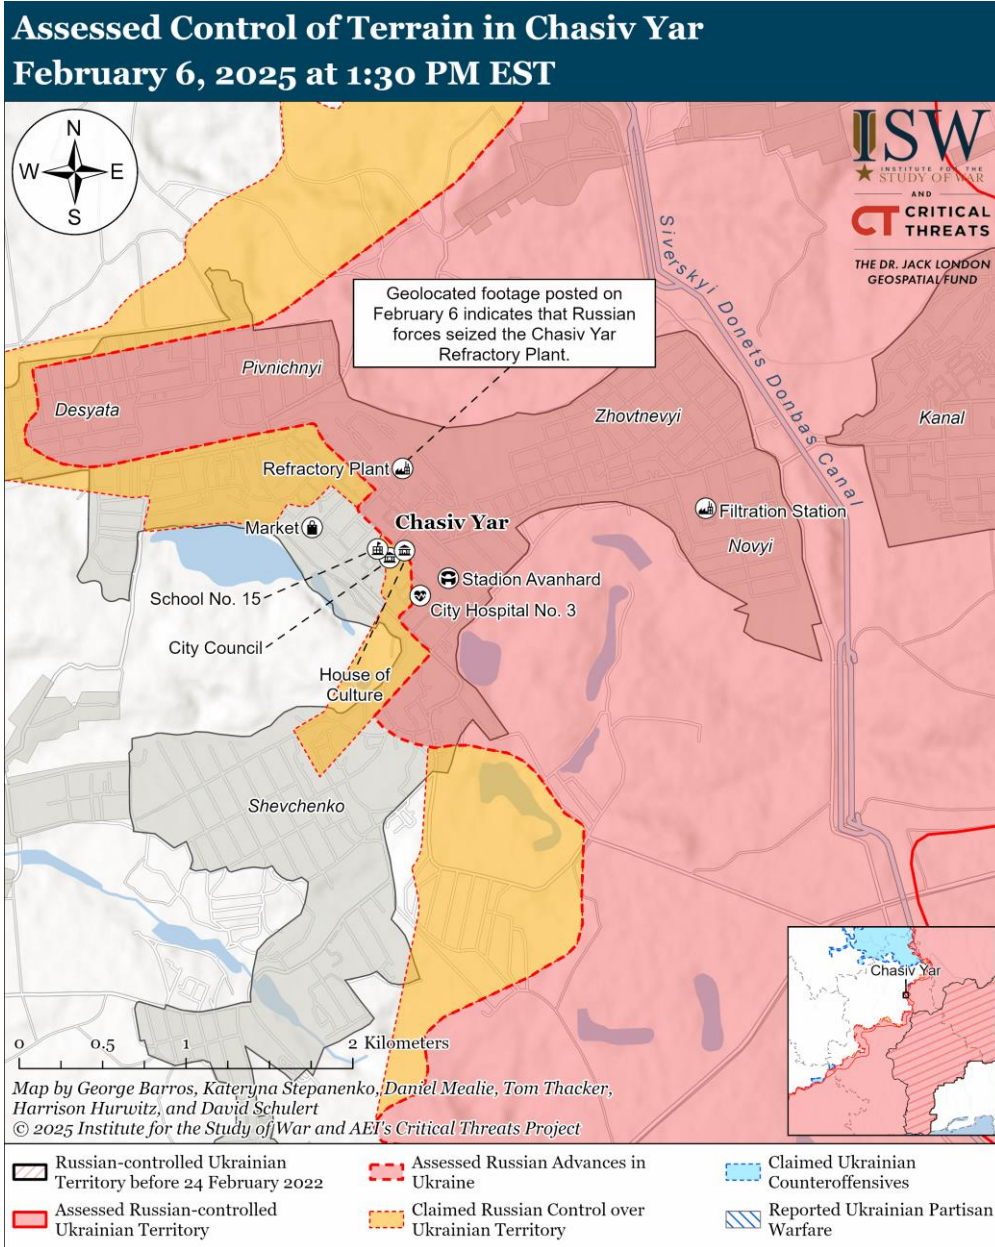 Assessed Control of Terrain in Chasiv Yar
February 6, 2025 at 1:30 PM EST
N
W
E
S
ISW
INSTITUTE FOR THE
STUDY OF WAR
AND
CT CRITICAL
THREATS
THE DR. JACK LONDON
GEOSPATIAL FUND
Siverskyi Donets Donbas Canal
Geolocated footage posted on
February 6 indicates that Russian
forces seized the Chasiv Yar
Refractory Plant.
Pivnichnyi
Desyata
Zhovtnevyi
Kanal
Refractory Plant
Market
Chasiv Yar
Filtration Station
Novyi
School No. 15
Stadion Avanhard
City Hospital No. 3
City Council
House of
Culture
Shevchenko
Chasiv Yar
0 0.5 1 2 Kilometers
Map by George Barros, Kateryna Stepanenko, Daniel Mealie, Tom Thacker,
Harrison Hurwitz, and David Schulert
© 2025 Institute for the Study of War and AEI's Critical Threats Project
Russian-controlled Ukrainian
Territory before 24 February 2022
Assessed Russian-controlled
Ukrainian Territory
Assessed Russian Advances in
Ukraine
Claimed Russian Control over
Ukrainian Territory
Claimed Ukrainian
Counteroffensives
Reported Ukrainian Partisan
Warfare